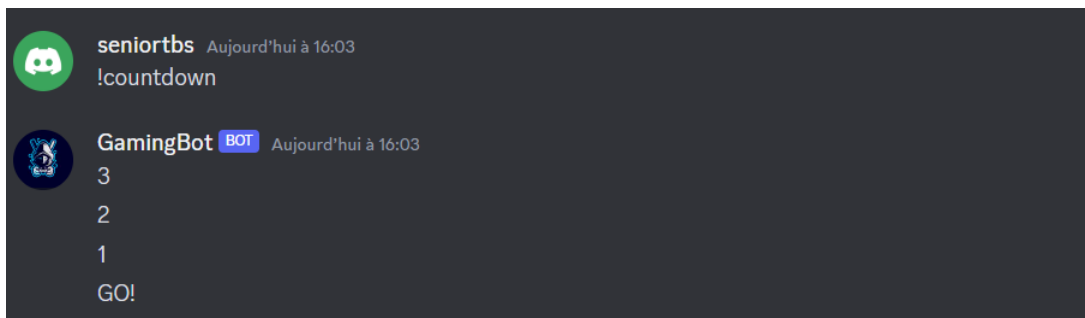 seniortbs Aujourd'hui à 16:03
!countdown
GamingBot BOT Aujourd'hui à 16:03
3
2
1
GO!